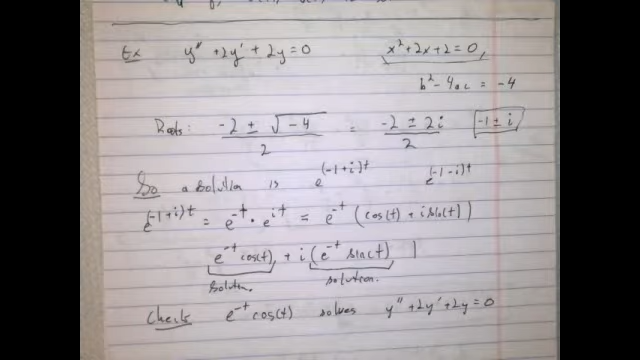 Ex y'' + 2y' + 2y = 0 x² + 2x + 2 = 0,
b² - 4ac = -4
Roots: (-2 ± √-4)/2 = (-2 ± 2i)/2 -1 ± i
So a solution is e^(-1+i)t e^(-1-i)t
e^(-1+i)t = e^-t · e^it = e^-t (cos(t) + i sin(t))
e^-t cos(t) + i (e^-t sin(t))
solution. solution.
Check e^-t cos(t) solves y'' + 2y' + 2y = 0